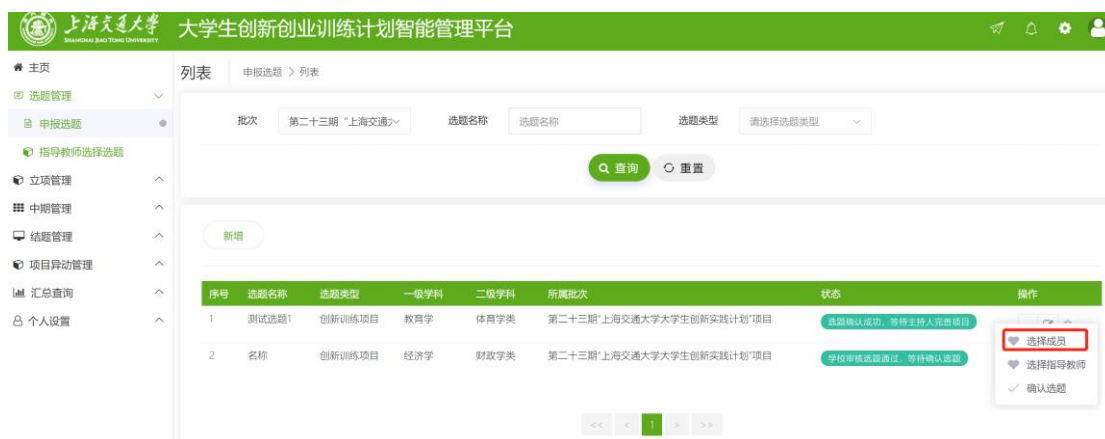 上海交通大学 大学生创新创业训练计划智能管理平台
SHANGHAI JIAO TONG UNIVERSITY
主页
列表 申报选题 > 列表
选题管理
申报选题
批次 第二十三期 "上海交通大
选题名称 选题名称
选题类型 请选择选题类型
指导教师选择选题
查询 重置
立项管理
中期管理
结题管理
新增
项目异动管理
汇总查询
个人设置
序号 选题名称 选题类型 一级学科 二级学科 所属批次 状态 操作
1 测试选题1 创新训练项目 教育学 体育学类 第二十三期"上海交通大学大学生创新实践计划"项目 选题确认成功，等待主持人完善项目
2 名称 创新训练项目 经济学 财政学类 第二十三期"上海交通大学大学生创新实践计划"项目 学校审核选题通过，等待确认选题
选择成员
选择指导教师
确认选题
<< < 1 > >>